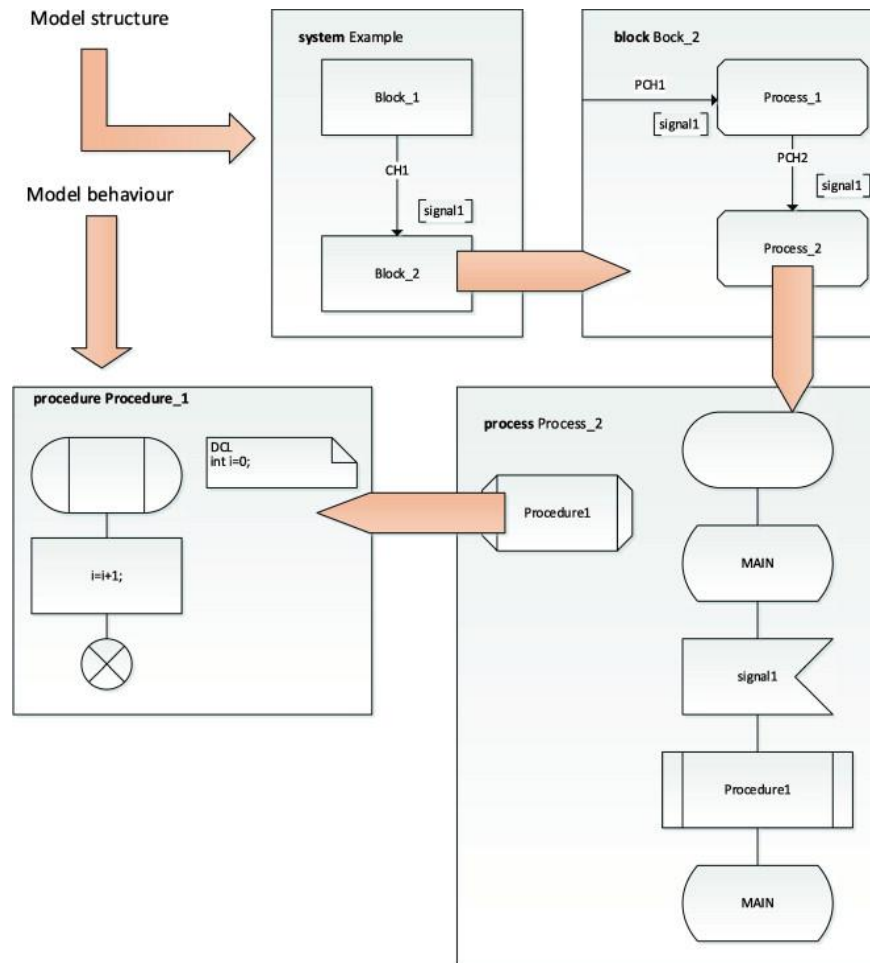 Model structure
system Example
Block_1
CH1
[signal1]
Block_2
block Bock_2
PCH1
[signal1]
Process_1
PCH2
[signal1]
Process_2
Model behaviour
procedure Procedure_1
DCL
int i=0;
i=i+1;
process Process_2
Procedure1
MAIN
signal1
Procedure1
MAIN